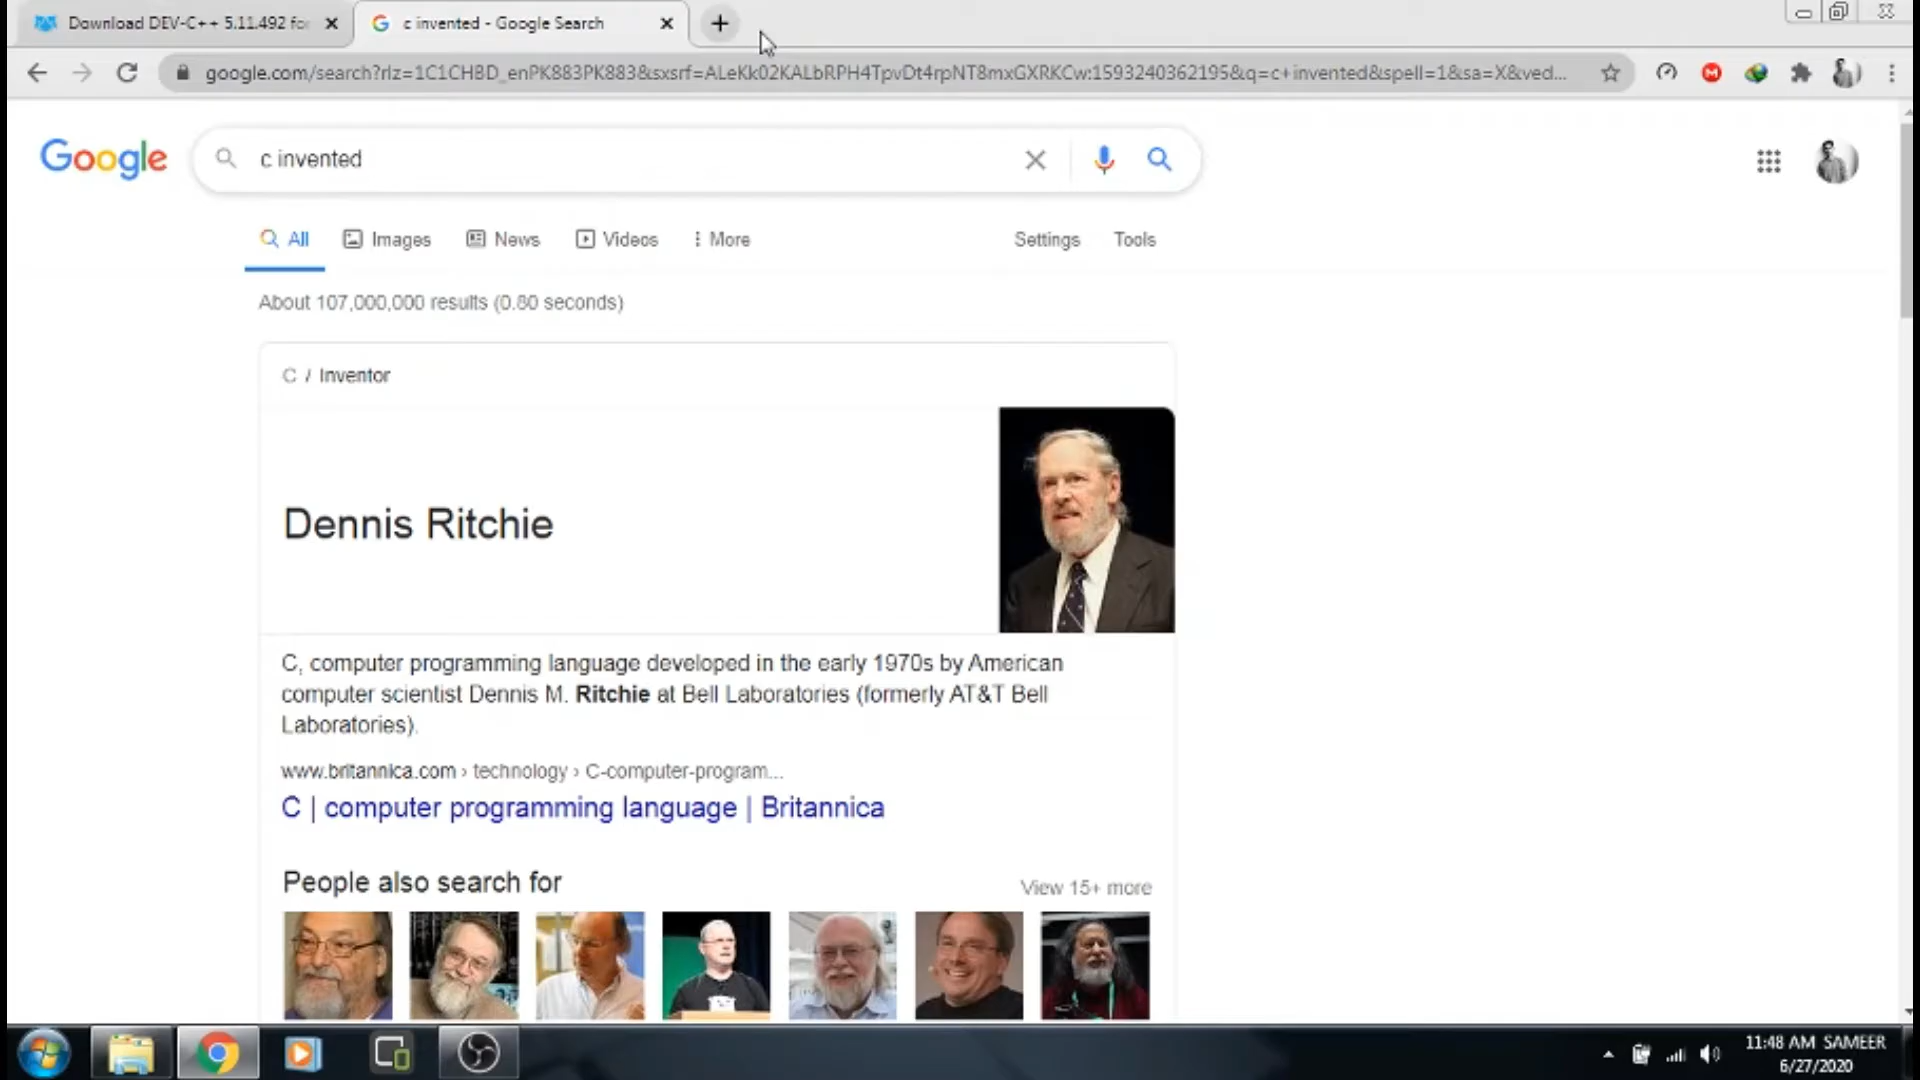 Download DEV-C++ 5.11.492 for
c invented - Google Search
google.com/search?rlz=1C1CHBD_enPK883PK883&sxsrf=ALeKk02KALbRPH4TpvDt4rpNT8mxGXRKCw:1593240362195&q=c+invented&spell=1&sa=X&ved...
Google
c invented
All
Images
News
Videos
More
Settings
Tools
About 107,000,000 results (0.80 seconds)
C / Inventor
Dennis Ritchie
C, computer programming language developed in the early 1970s by American
computer scientist Dennis M. Ritchie at Bell Laboratories (formerly AT&T Bell
Laboratories).
www.britannica.com › technology › C-computer-program...
C | computer programming language | Britannica
People also search for
View 15+ more
11:48 AM SAMEER
6/27/2020